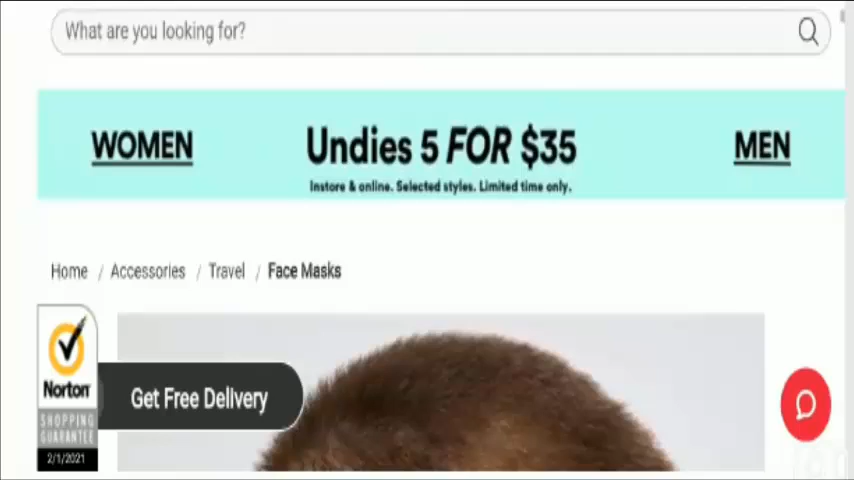 What are you looking for?
WOMEN
Undies 5 FOR $35
MEN
Instore & online. Selected styles. Limited time only.
Home / Accessories / Travel / Face Masks
Norton
SHOPPING
GUARANTEE
2/1/2021
Get Free Delivery